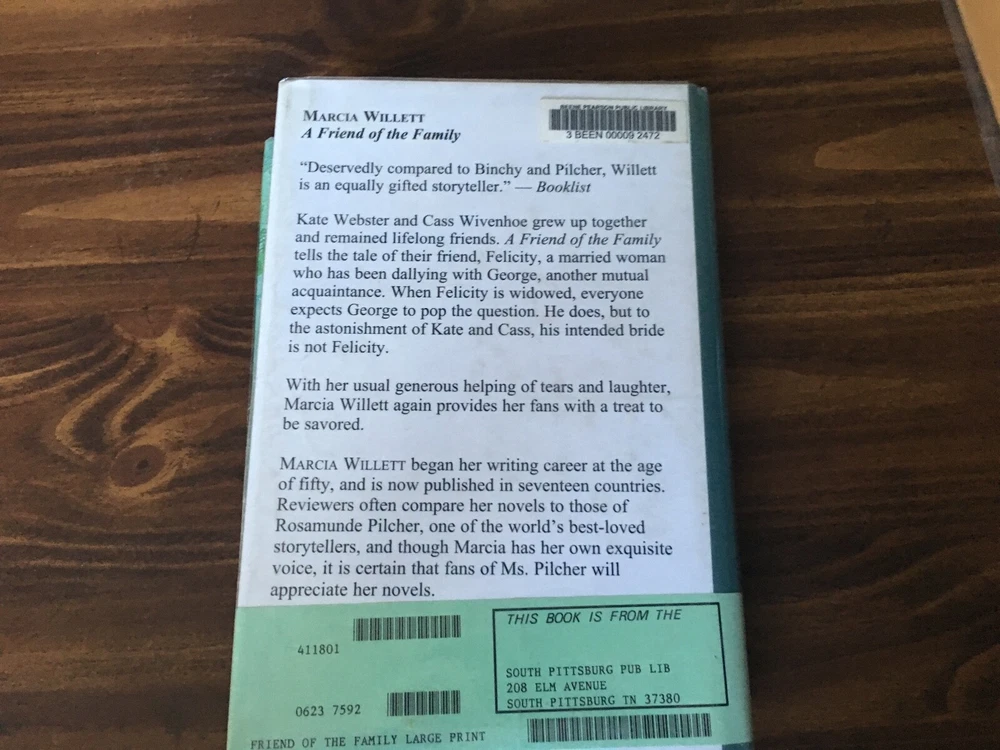 MARCIA WILLETT
A Friend of the Family
BEENE PEARSON PUBLIC LIBRARY
3 BEEN 00009 2472
“Deservedly compared to Binchy and Pilcher, Willett
is an equally gifted storyteller.” — Booklist
Kate Webster and Cass Wivenhoe grew up together
and remained lifelong friends. A Friend of the Family
tells the tale of their friend, Felicity, a married woman
who has been dallying with George, another mutual
acquaintance. When Felicity is widowed, everyone
expects George to pop the question. He does, but to
the astonishment of Kate and Cass, his intended bride
is not Felicity.
With her usual generous helping of tears and laughter,
Marcia Willett again provides her fans with a treat to
be savored.
MARCIA WILLETT began her writing career at the age
of fifty, and is now published in seventeen countries.
Reviewers often compare her novels to those of
Rosamunde Pilcher, one of the world’s best-loved
storytellers, and though Marcia has her own exquisite
voice, it is certain that fans of Ms. Pilcher will
appreciate her novels.
411801
0623 7592
FRIEND OF THE FAMILY LARGE PRINT
THIS BOOK IS FROM THE
SOUTH PITTSBURG PUB LIB
208 ELM AVENUE
SOUTH PITTSBURG TN 37380